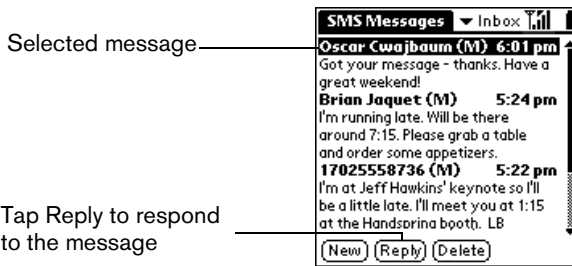 SMS Messages Inbox
Selected message
Oscar Cwajbaum (M) 6:01 pm
Got your message - thanks. Have a
great weekend!
Brian Jaquet (M) 5:24 pm
I'm running late. Will be there
around 7:15. Please grab a table
and order some appetizers.
17025558736 (M) 5:22 pm
I'm at Jeff Hawkins' keynote so I'll
be a little late. I'll meet you at 1:15
at the Handspring booth. LB
Tap Reply to respond
to the message
New Reply Delete